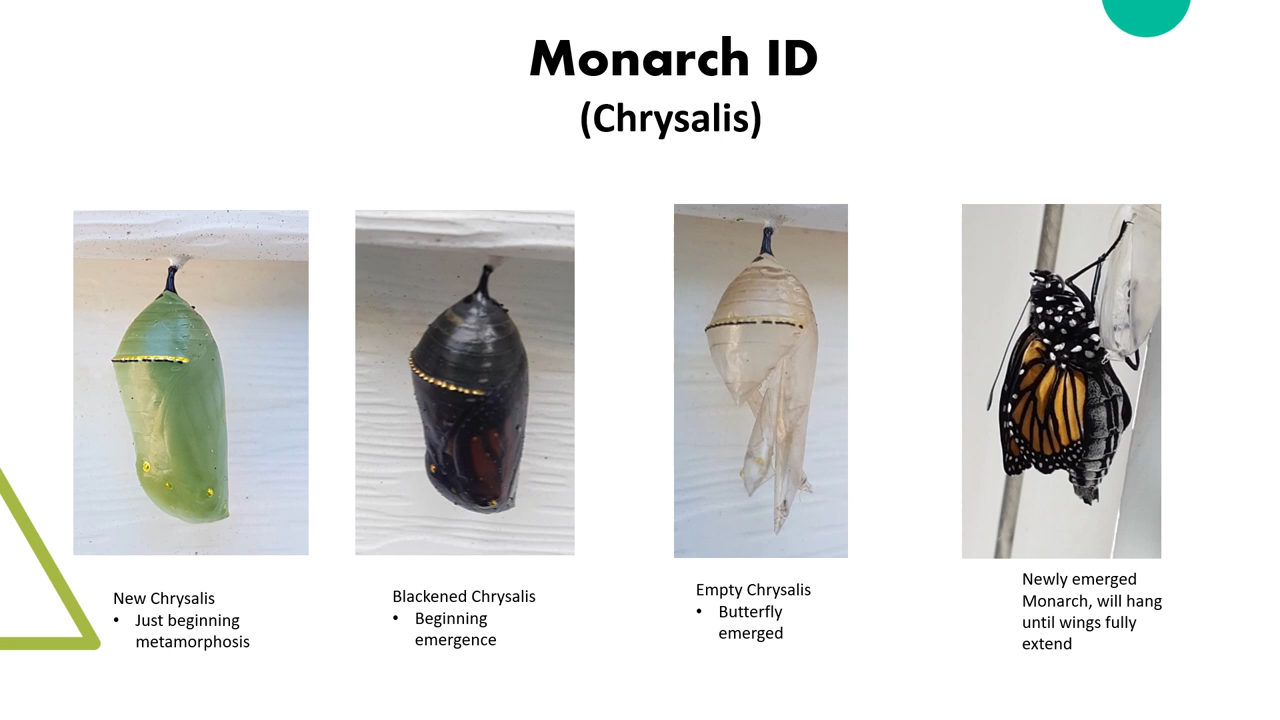 Monarch ID
(Chrysalis)
New Chrysalis
• Just beginning
metamorphosis
Blackened Chrysalis
• Beginning
emergence
Empty Chrysalis
• Butterfly
emerged
Newly emerged
Monarch, will hang
until wings fully
extend